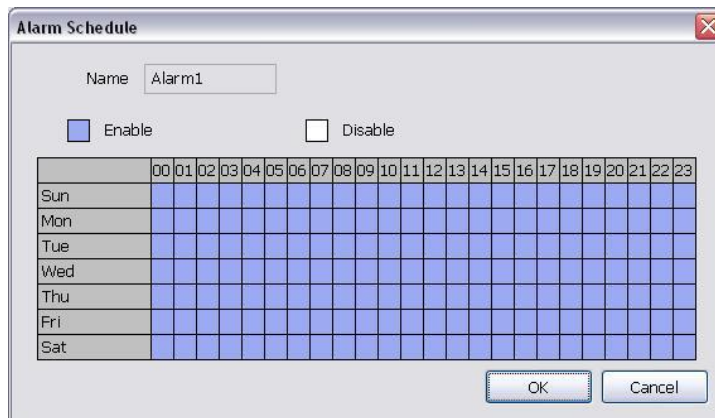 Alarm Schedule
Name Alarm1
Enable Disable
00 01 02 03 04 05 06 07 08 09 10 11 12 13 14 15 16 17 18 19 20 21 22 23
Sun
Mon
Tue
Wed
Thu
Fri
Sat
OK Cancel